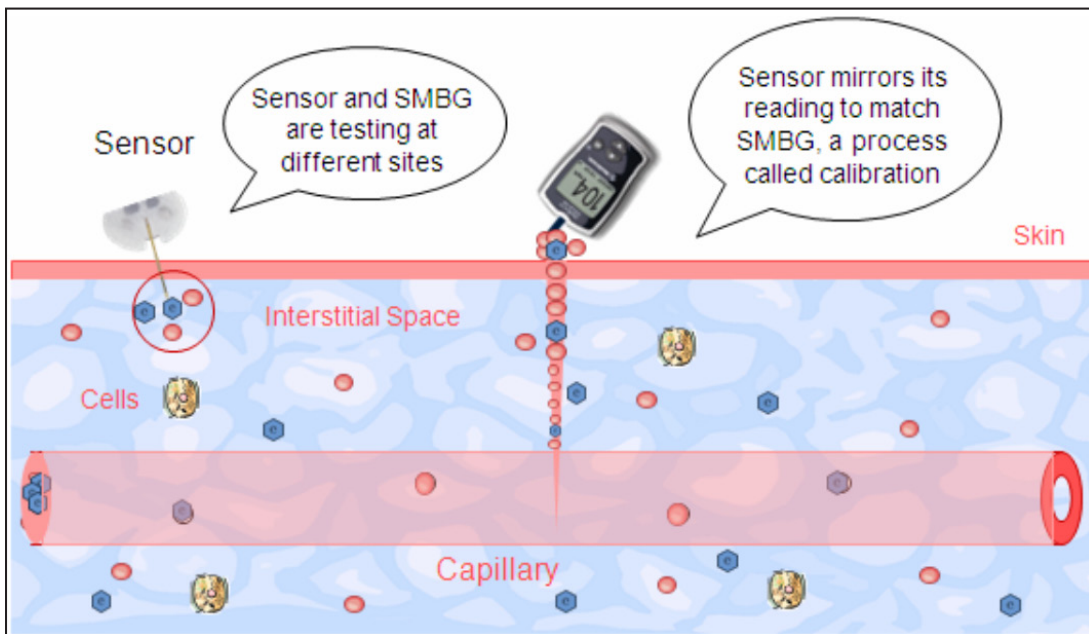 Sensor
Sensor and SMBG
are testing at
different sites
104
Sensor mirrors its
reading to match
SMBG, a process
called calibration
Skin
Interstitial Space
Cells
Capillary